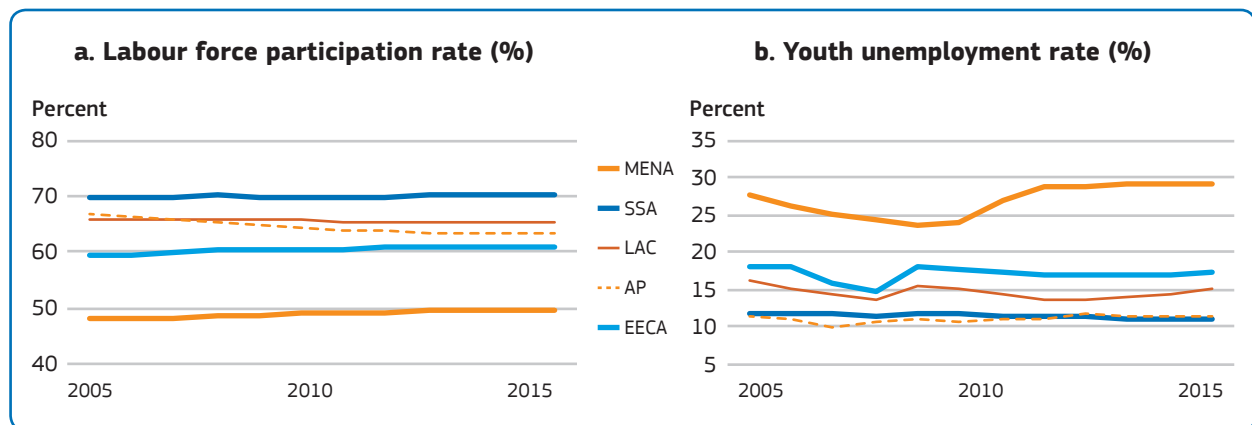 a. Labour force participation rate (%)
Percent
80
70
60
50
40
2005
2010
2015
MENA
SSA
LAC
AP
EECA
b. Youth unemployment rate (%)
Percent
35
30
25
20
15
10
5
2005
2010
2015